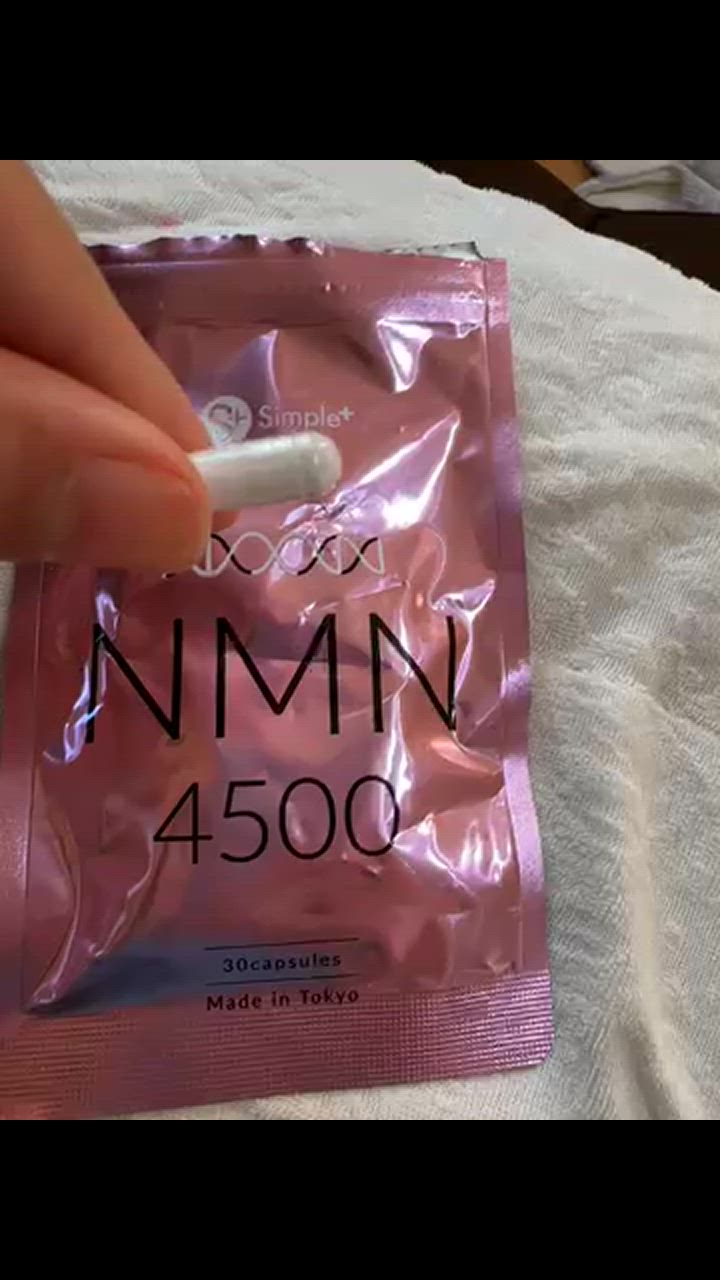 Simple+
NMN
4500
30capsules
Made in Tokyo